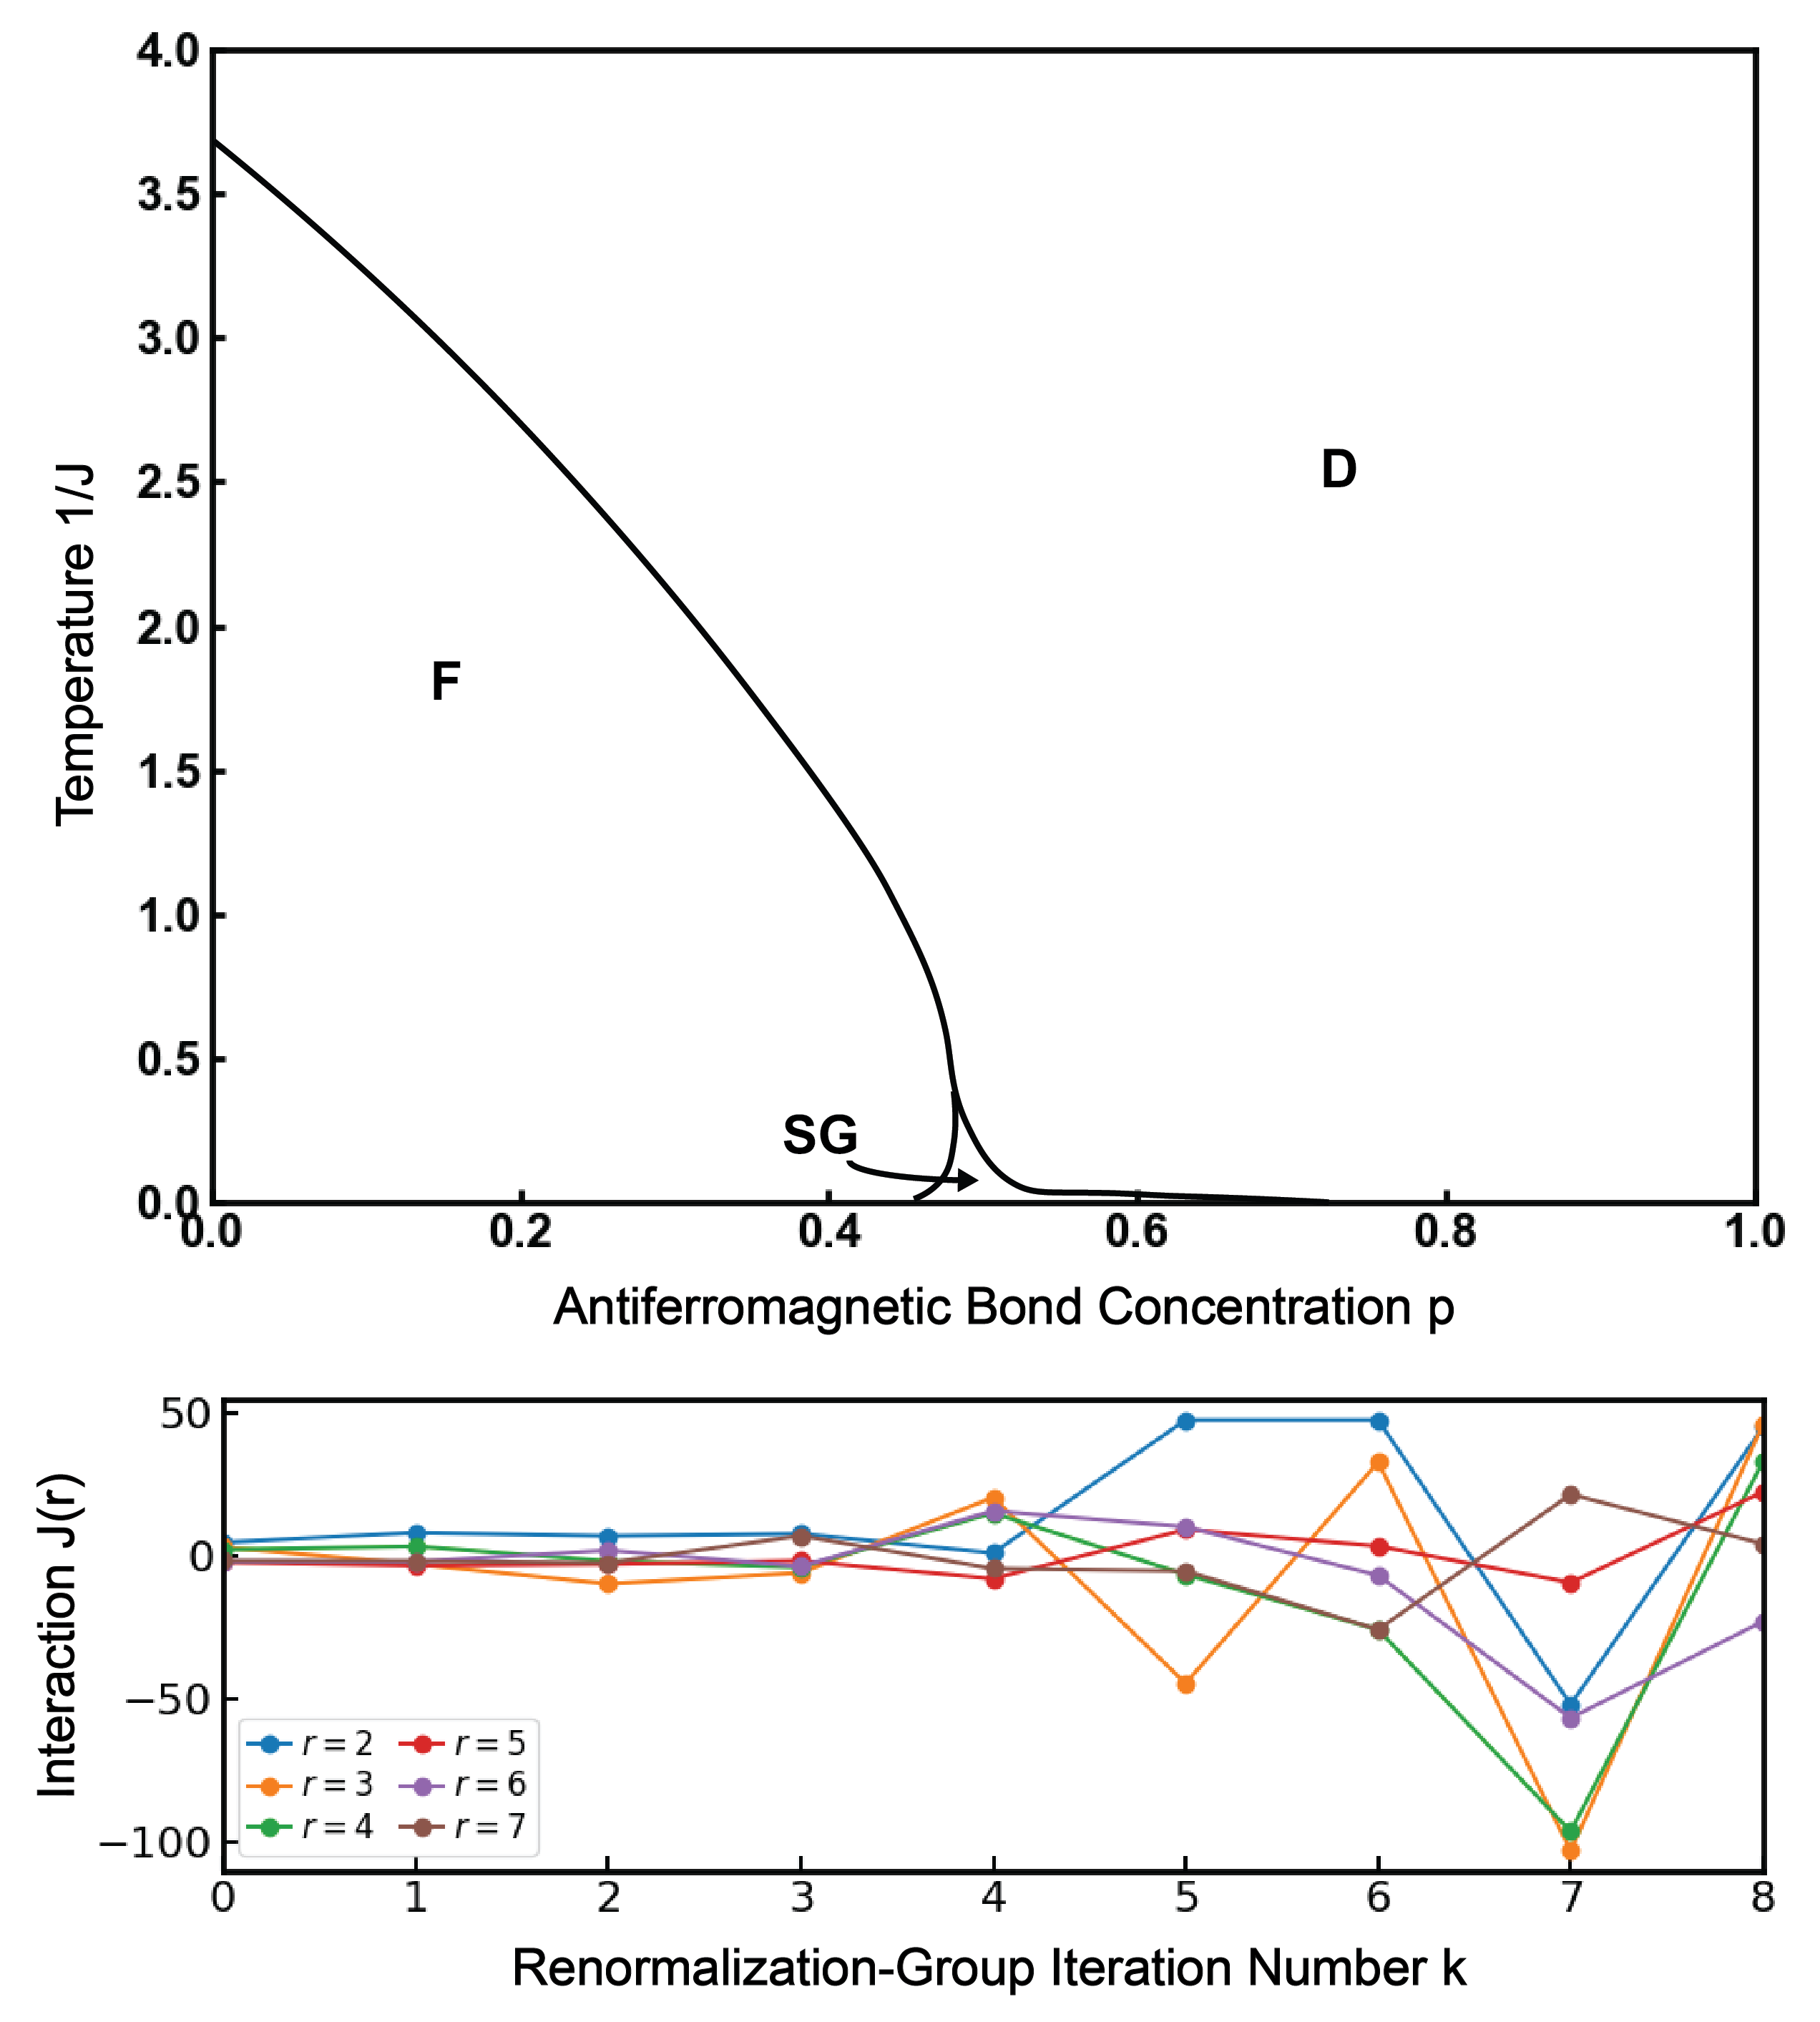 4.0
3.5
3.0
2.5
2.0
1.5
1.0
0.5
0.0
Temperature 1/J
D
F
SG
0.0 0.2 0.4 0.6 0.8 1.0
Antiferromagnetic Bond Concentration p
50
0
−50
−100
Interaction J(r)
r = 2 r = 5
r = 3 r = 6
r = 4 r = 7
0 1 2 3 4 5 6 7 8
Renormalization-Group Iteration Number k